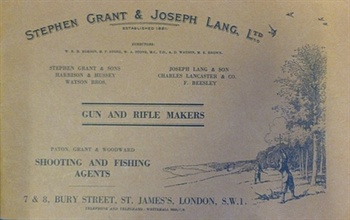 STEPHEN GRANT & JOSEPH LANG, LTD
ESTABLISHED 1821.
DIRECTORS
STEPHEN GRANT & SONS
HARRISON & HUSSEY
WATSON BROS.
JOSEPH LANG & SON
CHARLES LANCASTER & CO.
F. BEESLEY
GUN AND RIFLE MAKERS
PATON, GRANT & WOODWARD
SHOOTING AND FISHING
AGENTS
7 & 8, BURY STREET, ST. JAMES'S, LONDON, S.W.1.